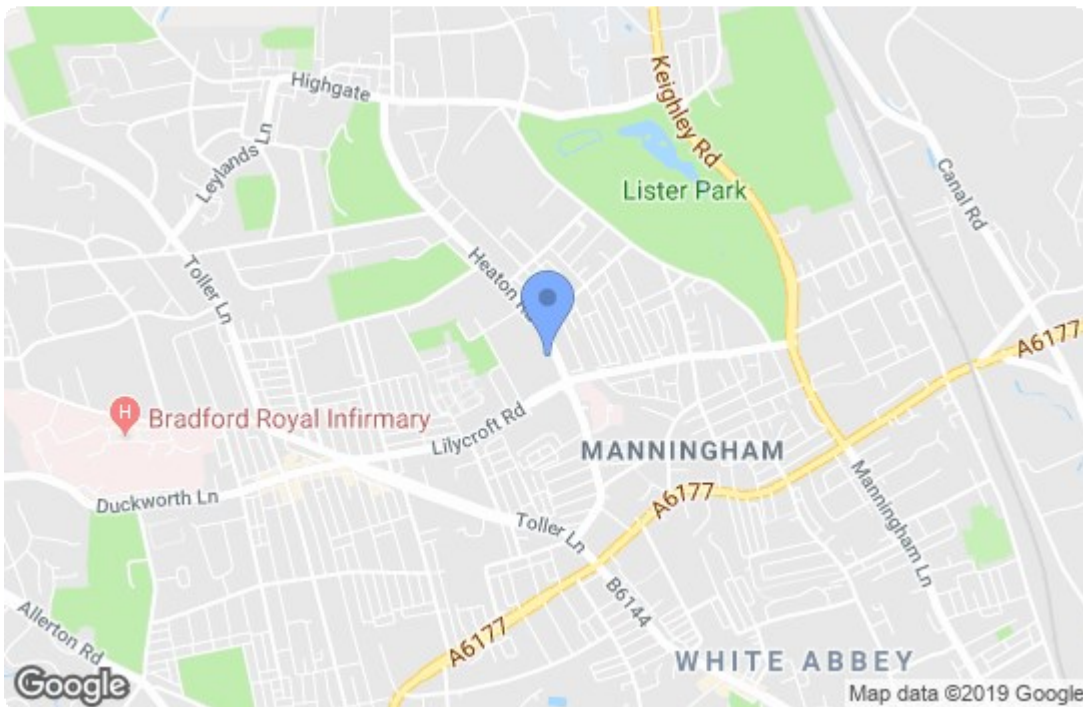 Highgate
Keighley Rd
Leylands Ln
Canal Rd
Lister Park
Toller Ln
Heaton Rd
A6177
H
Bradford Royal Infirmary
Lilycroft Rd
MANNINGHAM
Duckworth Ln
A6177
Manningham Ln
Toller Ln
B6144
Allerton Rd
A6177
WHITE ABBEY
Google
Map data ©2019 Google